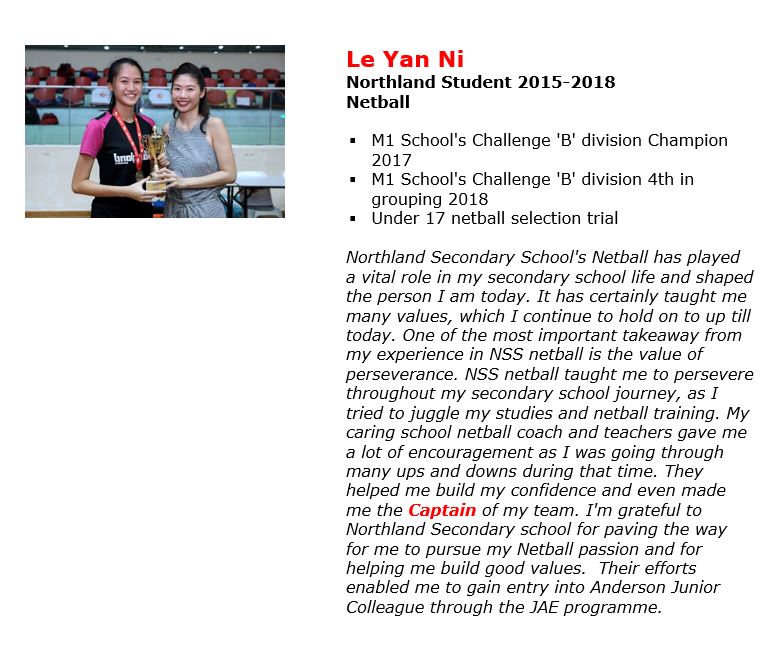 Le Yan Ni
Northland Student 2015-2018
Netball
▪ M1 School's Challenge 'B' division Champion
2017
▪ M1 School's Challenge 'B' division 4th in
grouping 2018
▪ Under 17 netball selection trial
Northland Secondary School's Netball has played
a vital role in my secondary school life and shaped
the person I am today. It has certainly taught me
many values, which I continue to hold on to up till
today. One of the most important takeaway from
my experience in NSS netball is the value of
perseverance. NSS netball taught me to persevere
throughout my secondary school journey, as I
tried to juggle my studies and netball training. My
caring school netball coach and teachers gave me
a lot of encouragement as I was going through
many ups and downs during that time. They
helped me build my confidence and even made
me the Captain of my team. I'm grateful to
Northland Secondary school for paving the way
for me to pursue my Netball passion and for
helping me build good values.  Their efforts
enabled me to gain entry into Anderson Junior
Colleague through the JAE programme.